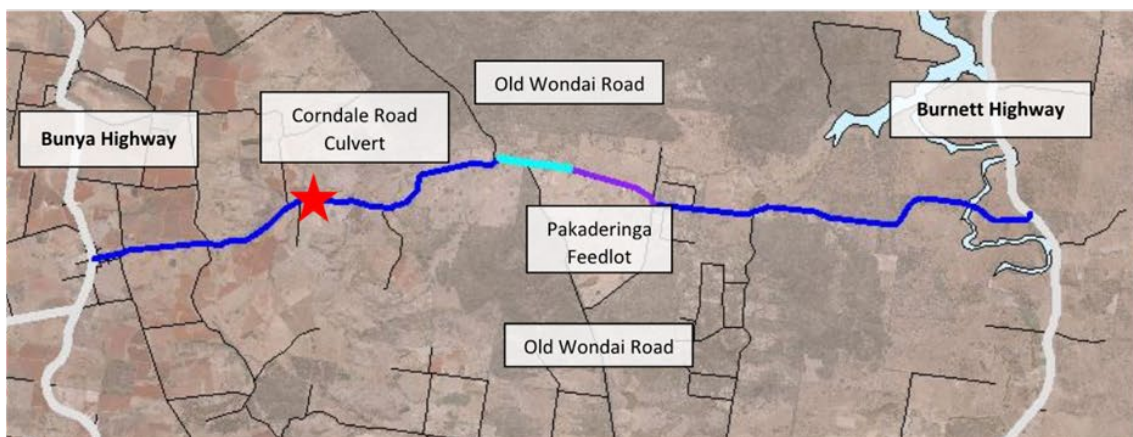 Old Wondai Road
Burnett Highway
Corndale Road
Culvert
Bunya Highway
Pakaderinga
Feedlot
Old Wondai Road